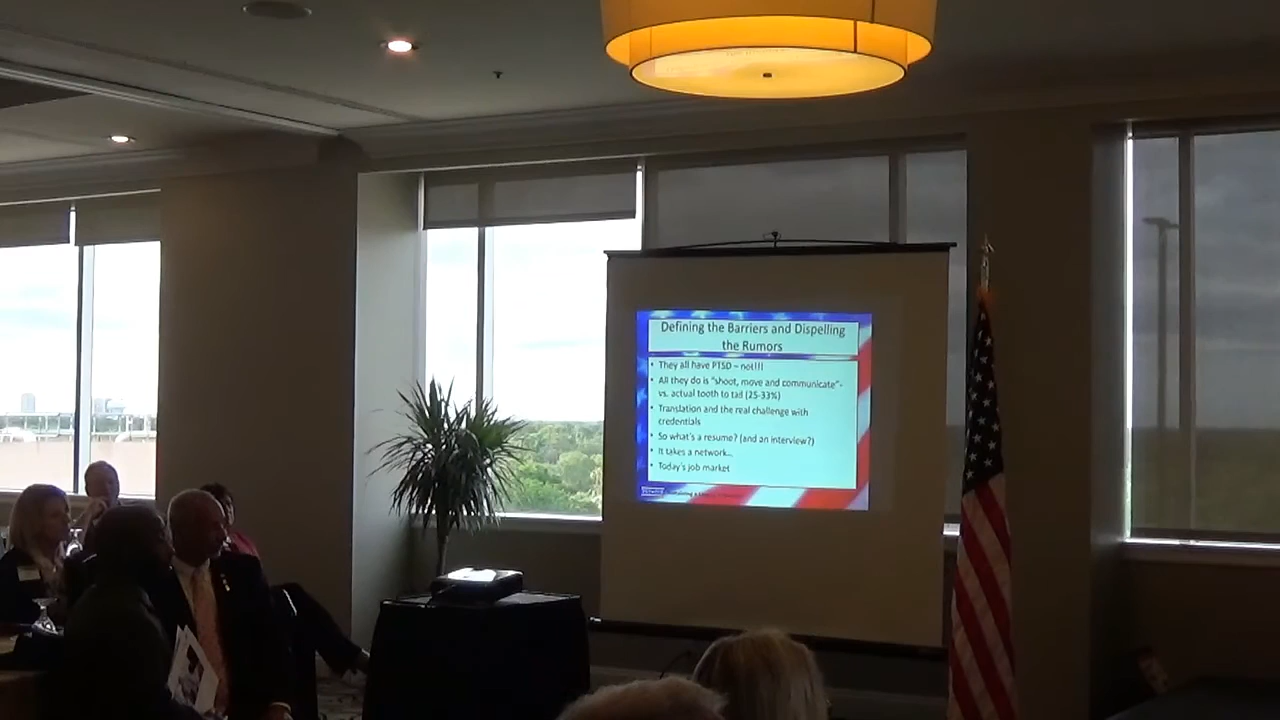 Defining the Barriers and Dispelling
the Rumors
• They all have PTSD – not!!!
• All they do is "shoot, move and communicate"-
vs. actual tooth to tail (25-33%)
• Translation and the real challenge with
credentials
• So what's a resume? (and an interview?)
• It takes a network…
• Today's job market